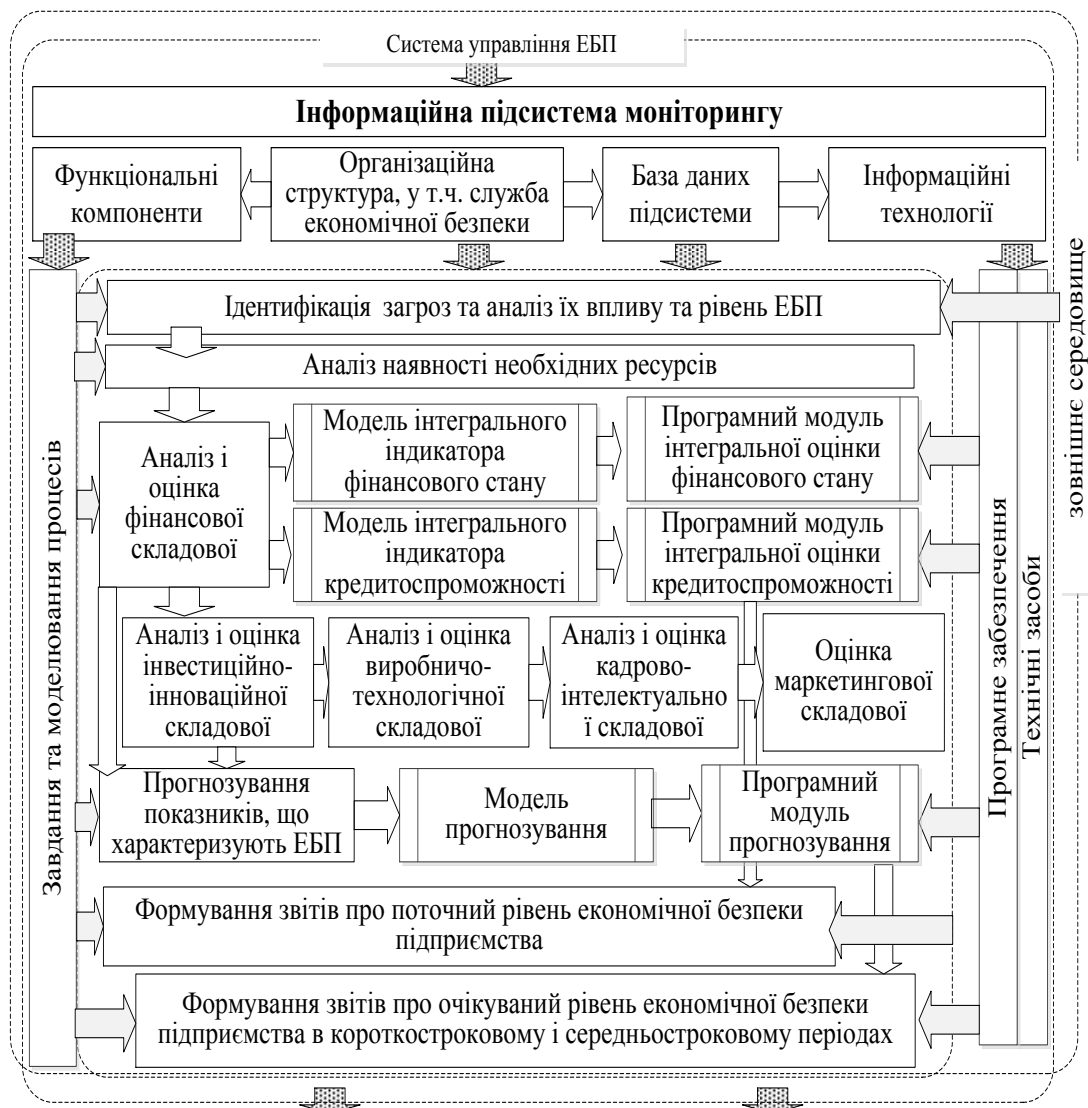 Система управління ЕБП
Інформаційна підсистема моніторингу
Функціональні
компоненти
Організаційна
структура, у т.ч. служба
економічної безпеки
База даних
підсистеми
Інформаційні
технології
зовнішнє середовище
Завдання та моделювання процесів
Ідентифікація загроз та аналіз їх впливу та рівень ЕБП
Аналіз наявності необхідних ресурсів
Аналіз і
оцінка
фінансової
складової
Модель інтегрального
індикатора
фінансового стану
Програмний модуль
інтегральної оцінки
фінансового стану
Модель інтегрального
індикатора
кредитоспроможності
Програмний модуль
інтегральної оцінки
кредитоспроможності
Аналіз і оцінка
інвестиційно-
інноваційної
складової
Аналіз і оцінка
виробничо-
технологічної
складової
Аналіз і оцінка
кадрово-
інтелектуально
ї складової
Оцінка
маркетингової
складової
Прогнозування
показників, що
характеризують ЕБП
Модель
прогнозування
Програмний
модуль
прогнозування
Формування звітів про поточний рівень економічної безпеки
підприємства
Формування звітів про очікуваний рівень економічної безпеки
підприємства в короткостроковому і середньостроковому періодах
Програмне забезпечення
Технічні засоби